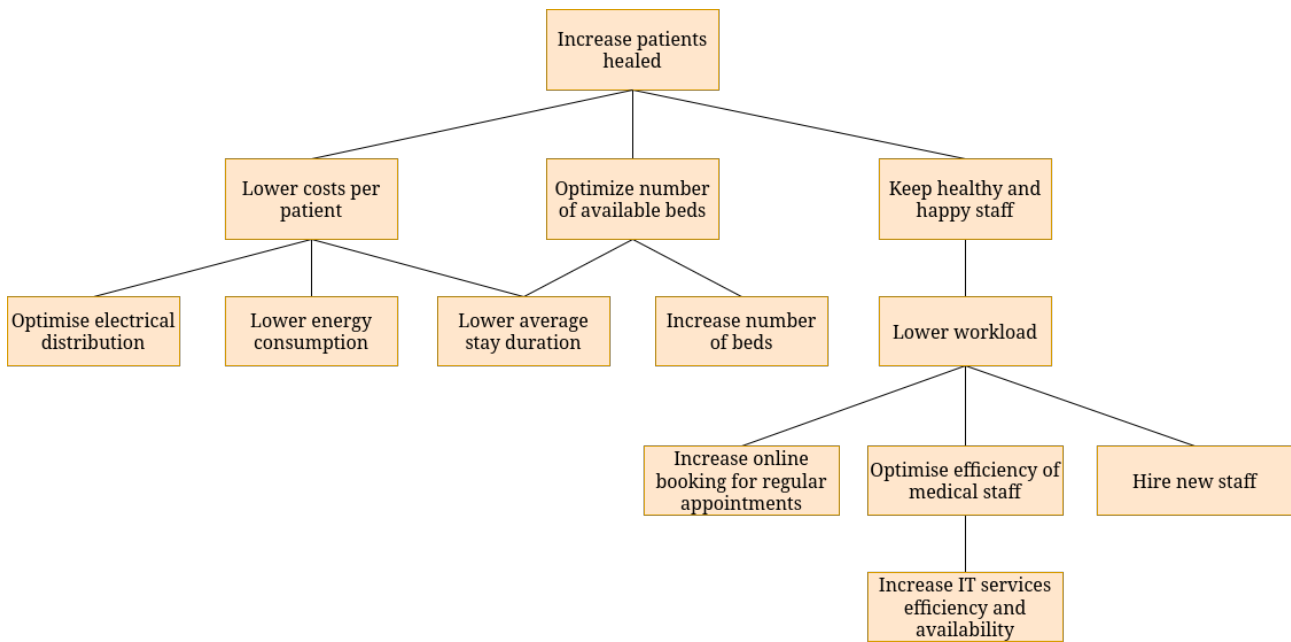 Increase patients
healed
Lower costs per
patient
Optimize number
of available beds
Keep healthy and
happy staff
Optimise electrical
distribution
Lower energy
consumption
Lower average
stay duration
Increase number
of beds
Lower workload
Increase online
booking for regular
appointments
Optimise efficiency of
medical staff
Hire new staff
Increase IT services
efficiency and
availability